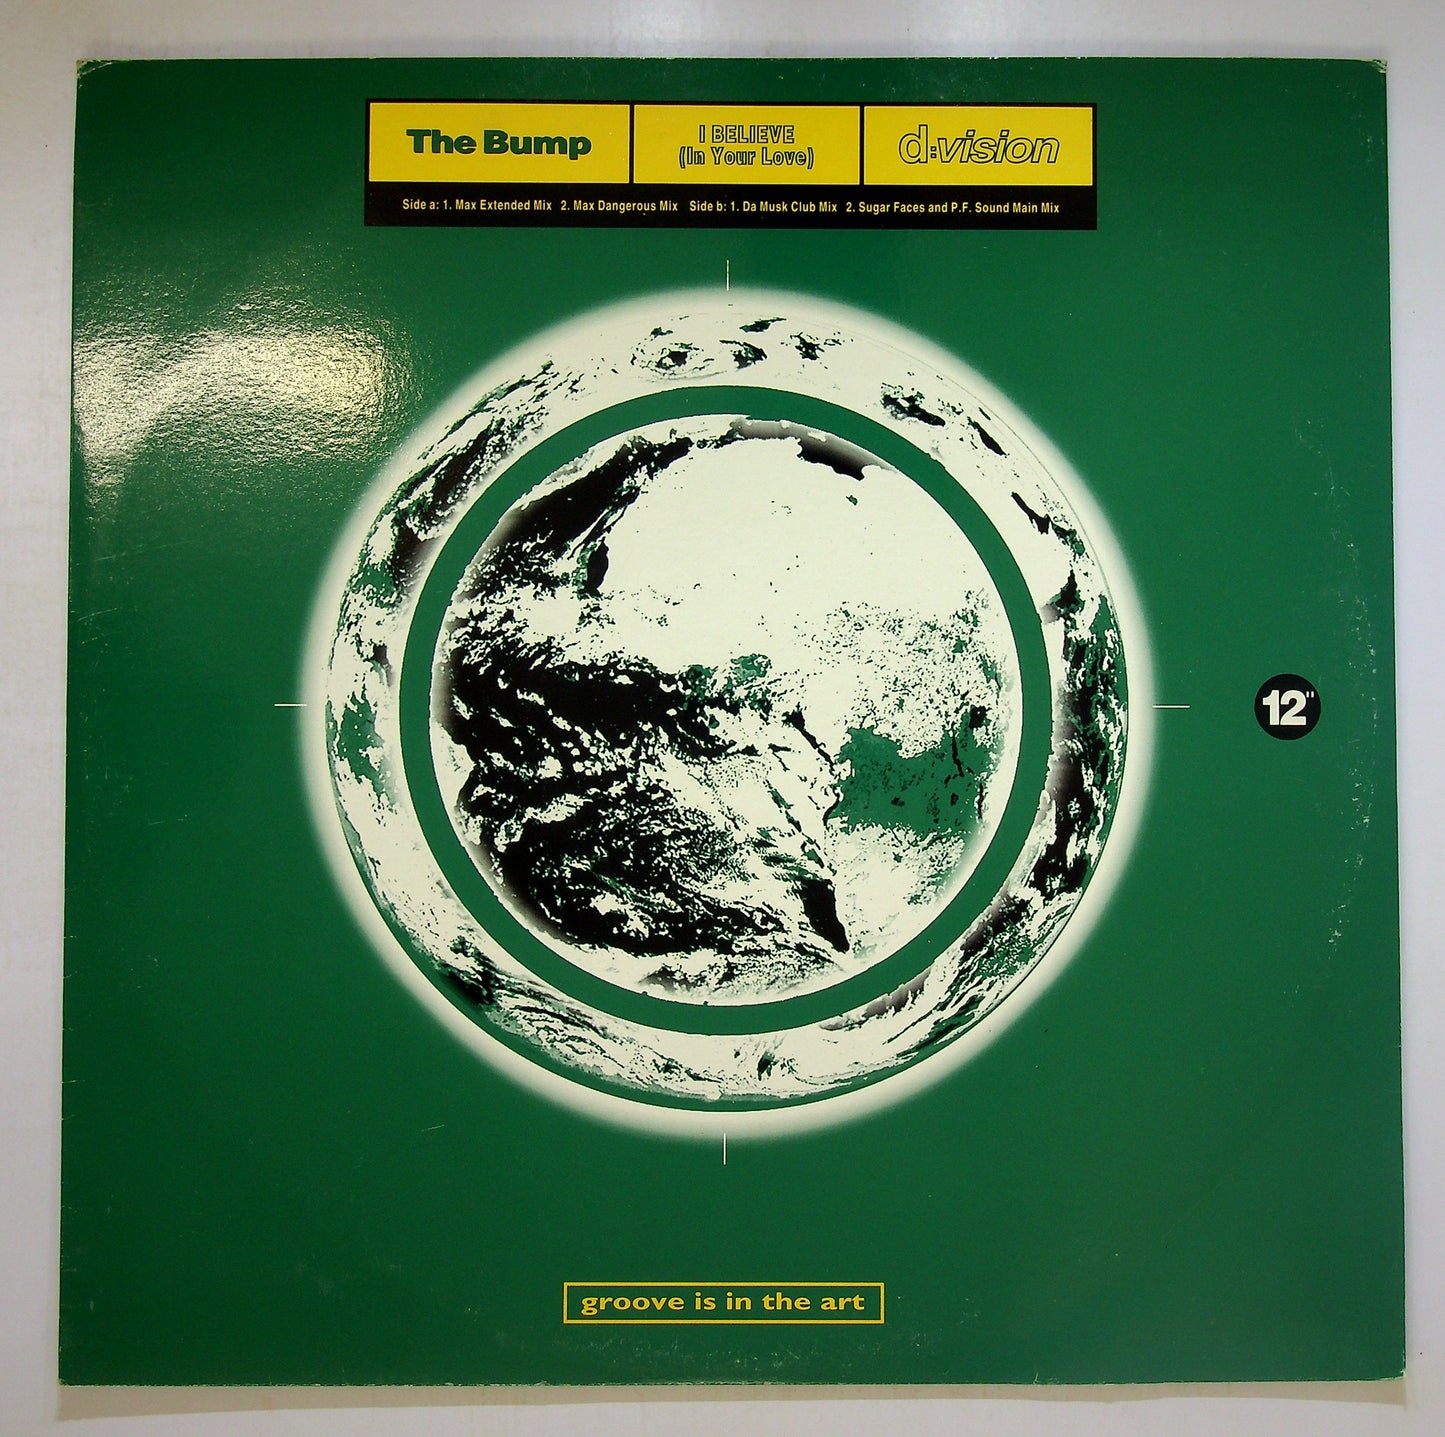 The Bump
I BELIEVE
(In Your Love)
d:vision
Side a: 1. Max Extended Mix 2. Max Dangerous Mix Side b: 1. Da Musk Club Mix 2. Sugar Faces and P.F. Sound Main Mix
12"
groove is in the art